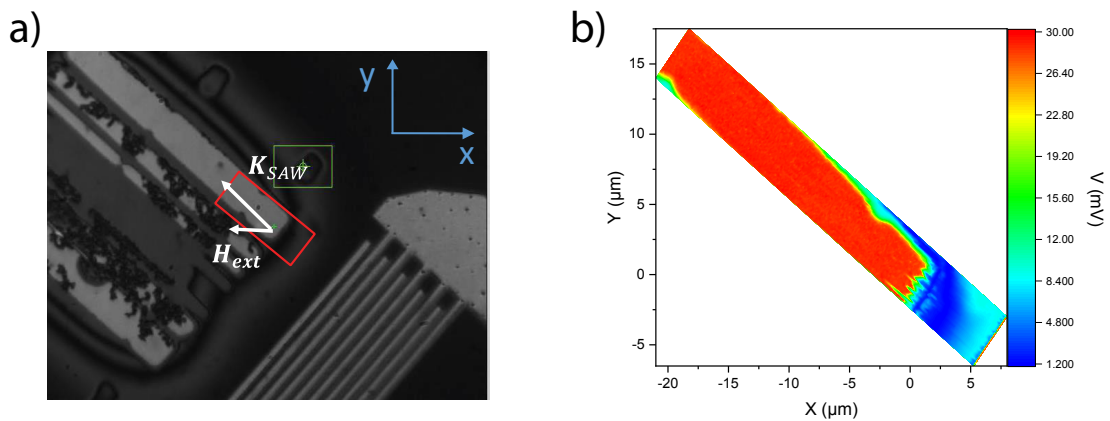 a)
y
x
K_SAW
H_ext
b)
15
10
5
0
-5
Y (µm)
-20
-15
-10
-5
0
5
X (µm)
30.00
26.40
22.80
19.20
15.60
12.00
8.400
4.800
1.200
V (mV)